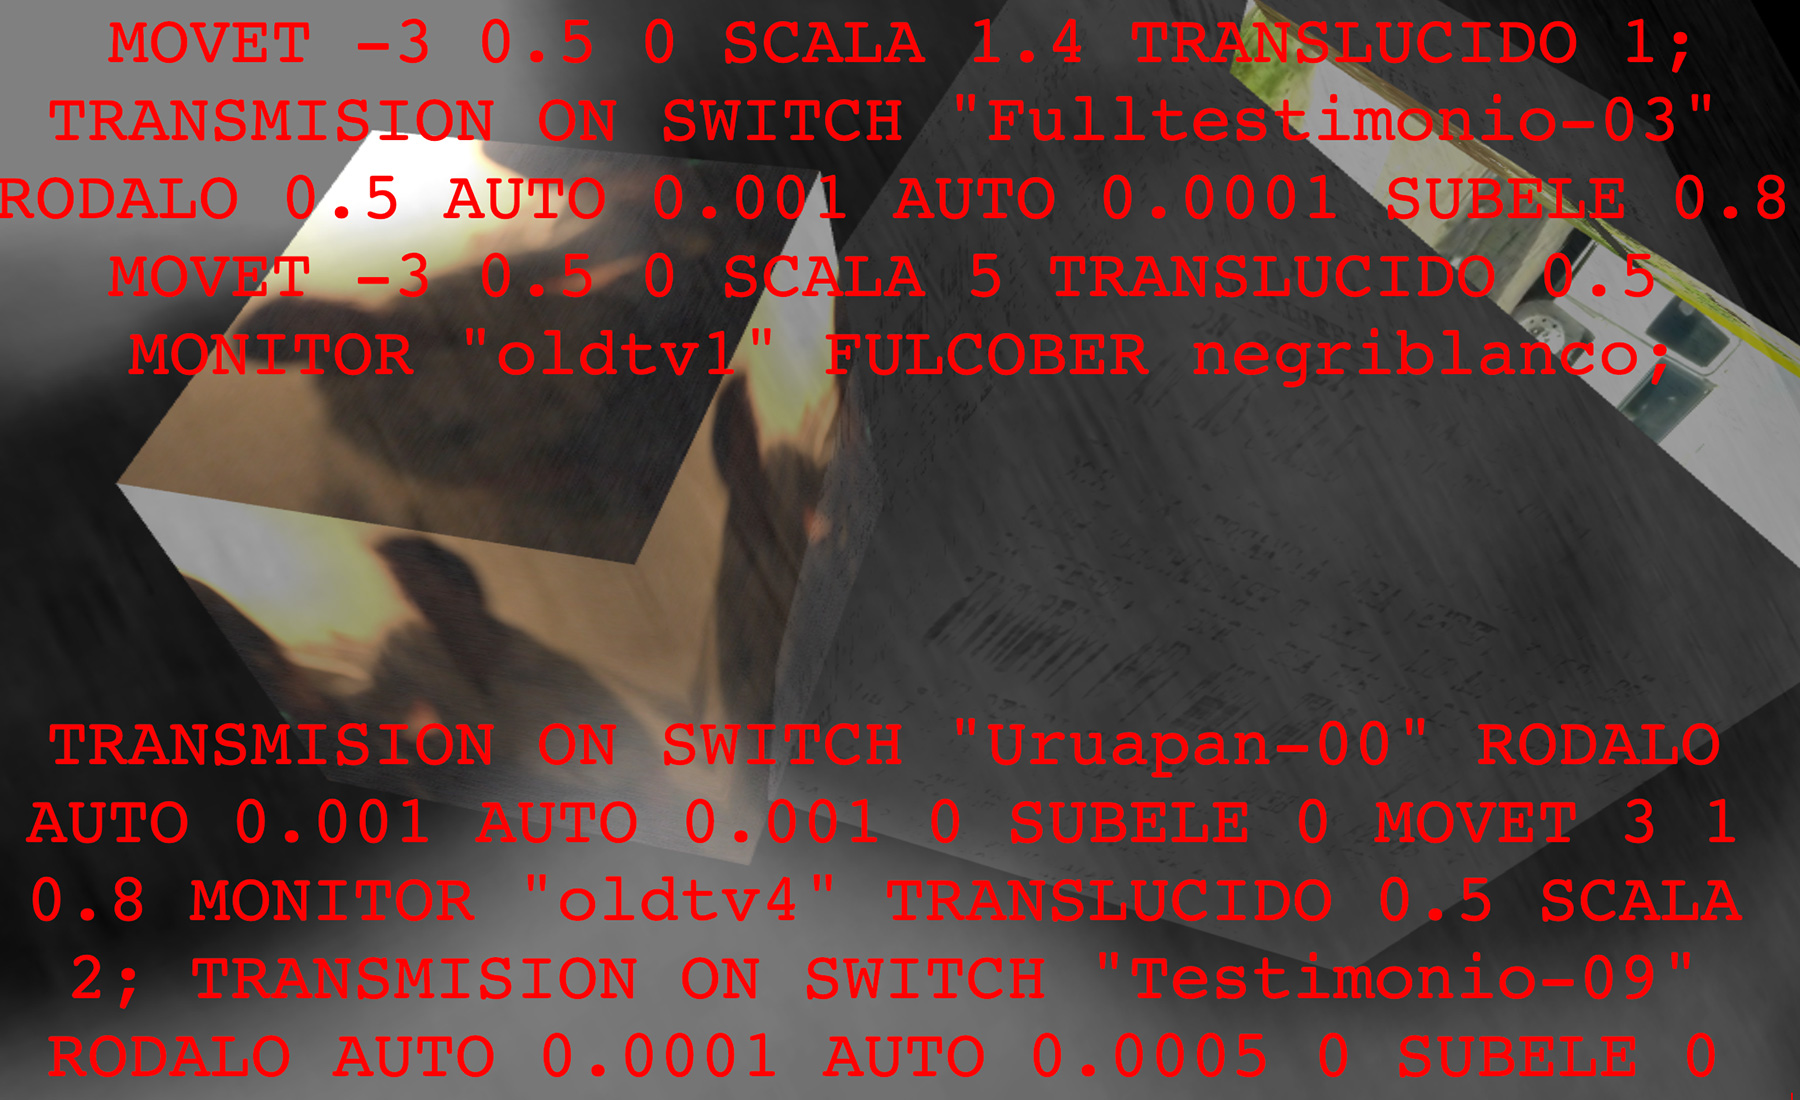 MOVET -3 0.5 0 SCALA 1.4 TRANSLUCIDO 1;
TRANSMISION ON SWITCH "Fulltestimonio-03"
RODALO 0.5 AUTO 0.001 AUTO 0.0001 SUBELE 0.8
MOVET -3 0.5 0 SCALA 5 TRANSLUCIDO 0.5
MONITOR "oldtv1" FULCOBER negriblanco;
TRANSMISION ON SWITCH "Uruapan-00" RODALO
AUTO 0.001 AUTO 0.001 0 SUBELE 0 MOVET 3 1
0.8 MONITOR "oldtv4" TRANSLUCIDO 0.5 SCALA
2; TRANSMISION ON SWITCH "Testimonio-09"
RODALO AUTO 0.0001 AUTO 0.0005 0 SUBELE 0